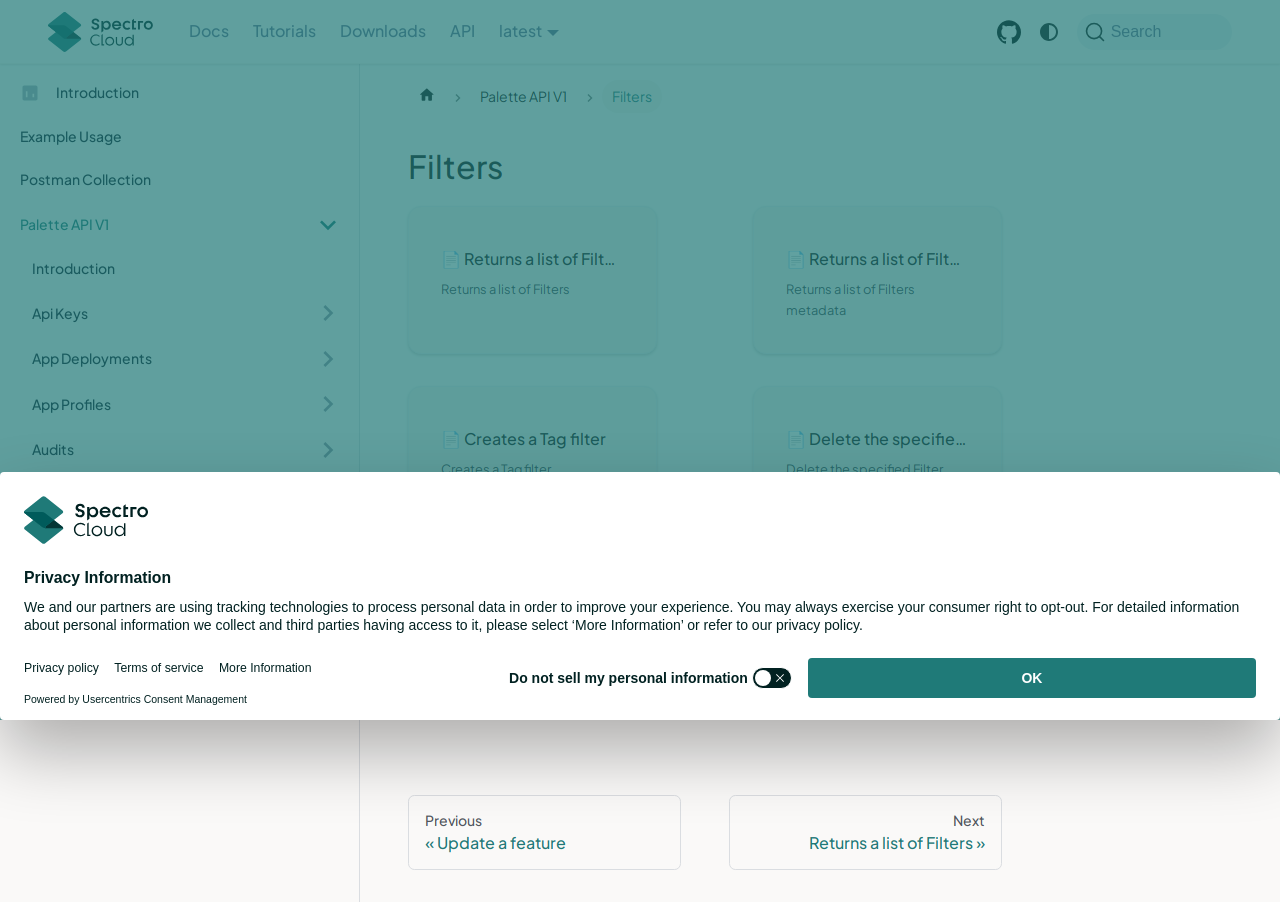 Spectro
Cloud
Docs
Tutorials
Downloads
API
latest
Search
Introduction
Example Usage
Postman Collection
Palette API V1
Introduction
Api Keys
App Deployments
App Profiles
Audits
Palette API V1
Filters
Filters
Returns a list of Filt...
Returns a list of Filters
Returns a list of Filt...
Returns a list of Filters
metadata
Creates a Tag filter
Creates a Tag filter
Delete the specifie...
Delete the specified Filter
Spectro
Cloud
Privacy Information
We and our partners are using tracking technologies to process personal data in order to improve your experience. You may always exercise your consumer right to opt-out. For detailed information
about personal information we collect and third parties having access to it, please select ‘More Information’ or refer to our privacy policy.
Privacy policy
Terms of service
More Information
Do not sell my personal information
OK
Powered by Usercentrics Consent Management
Previous
« Update a feature
Next
Returns a list of Filters »